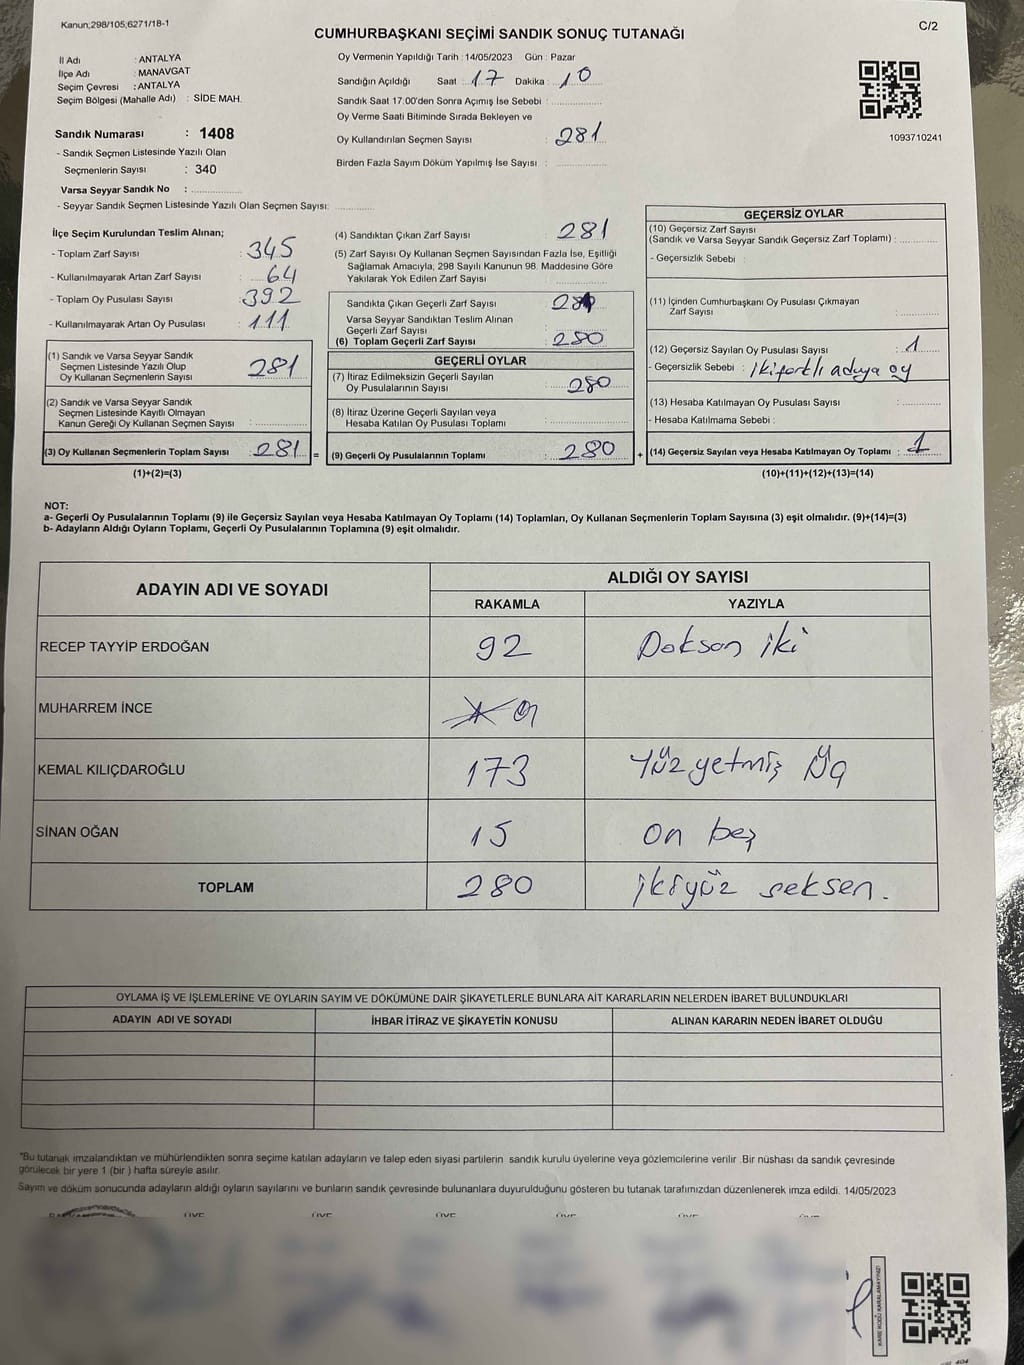 Kanun;298/105;6271/18-1
C/2
CUMHURBAŞKANI SEÇİMİ SANDIK SONUÇ TUTANAĞI
İl Adı : ANTALYA
İlçe Adı : MANAVGAT
Seçim Çevresi : ANTALYA
Seçim Bölgesi (Mahalle Adı) : SİDE MAH.
Sandık Numarası : 1408
- Sandık Seçmen Listesinde Yazılı Olan
Seçmenlerin Sayısı : 340
Varsa Seyyar Sandık No :
- Seyyar Sandık Seçmen Listesinde Yazılı Olan Seçmen Sayısı:
Oy Vermenin Yapıldığı Tarih : 14/05/2023 Gün : Pazar
Sandığın Açıldığı Saat : 17 Dakika : 10
Sandık Saat 17:00'den Sonra Açımış İse Sebebi :
Oy Verme Saati Bitiminde Sırada Bekleyen ve
Oy Kullandırılan Seçmen Sayısı : 281
Birden Fazla Sayım Döküm Yapılmış İse Sayısı :
1093710241
İlçe Seçim Kurulundan Teslim Alınan;
- Toplam Zarf Sayısı : 345
- Kullanılmayarak Artan Zarf Sayısı : 64
- Toplam Oy Pusulası Sayısı : 392
- Kullanılmayarak Artan Oy Pusulası : 111
(1) Sandık ve Varsa Seyyar Sandık
Seçmen Listesinde Yazılı Olup
Oy Kullanan Seçmenlerin Sayısı : 281
(2) Sandık ve Varsa Seyyar Sandık
Seçmen Listesinde Kayıtlı Olmayan
Kanun Gereği Oy Kullanan Seçmen Sayısı :
(3) Oy Kullanan Seçmenlerin Toplam Sayısı : 281 =
(1)+(2)=(3)
(4) Sandıktan Çıkan Zarf Sayısı : 281
(5) Zarf Sayısı Oy Kullanan Seçmen Sayısından Fazla İse, Eşitliği
Sağlamak Amacıyla, 298 Sayılı Kanunun 98. Maddesine Göre
Yakılarak Yok Edilen Zarf Sayısı :
Sandıkta Çıkan Geçerli Zarf Sayısı
Varsa Seyyar Sandıktan Teslim Alınan
Geçerli Zarf Sayısı :
(6) Toplam Geçerli Zarf Sayısı : 280
GEÇERLİ OYLAR
(7) İtiraz Edilmeksizin Geçerli Sayılan
Oy Pusulalarının Sayısı : 280
(8) İtiraz Üzerine Geçerli Sayılan veya
Hesaba Katılan Oy Pusulası Toplamı :
(9) Geçerli Oy Pusulalarının Toplamı : 280 +
GEÇERSİZ OYLAR
(10) Geçersiz Zarf Sayısı
(Sandık ve Varsa Seyyar Sandık Geçersiz Zarf Toplamı) :
- Geçersizlik Sebebi :
(11) İçinden Cumhurbaşkanı Oy Pusulası Çıkmayan
Zarf Sayısı :
(12) Geçersiz Sayılan Oy Pusulası Sayısı : 1
- Geçersizlik Sebebi : iki farklı adaya oy
(13) Hesaba Katılmayan Oy Pusulası Sayısı :
- Hesaba Katılmama Sebebi :
(14) Geçersiz Sayılan veya Hesaba Katılmayan Oy Toplamı : 1
(10)+(11)+(12)+(13)=(14)
NOT:
a- Geçerli Oy Pusulalarının Toplamı (9) ile Geçersiz Sayılan veya Hesaba Katılmayan Oy Toplamı (14) Toplamları, Oy Kullanan Seçmenlerin Toplam Sayısına (3) eşit olmalıdır. (9)+(14)=(3)
b- Adayların Aldığı Oyların Toplamı, Geçerli Oy Pusulalarının Toplamına (9) eşit olmalıdır.
ADAYIN ADI VE SOYADI ALDIĞI OY SAYISI
RAKAMLA YAZIYLA
RECEP TAYYİP ERDOĞAN 92 Doksan iki
MUHARREM İNCE
KEMAL KILIÇDAROĞLU 173 Yüz yetmiş Üç
SİNAN OĞAN 15 on beş
TOPLAM 280 ikiyüz seksen.
OYLAMA İŞ VE İŞLEMLERİNE VE OYLARIN SAYIM VE DÖKÜMÜNE DAİR ŞİKAYETLERLE BUNLARA AİT KARARLARIN NELERDEN İBARET BULUNDUKLARI
ADAYIN ADI VE SOYADI İHBAR İTİRAZ VE ŞİKAYETİN KONUSU ALINAN KARARIN NEDEN İBARET OLDUĞU
"Bu tutanak imzalandıktan ve mühürlendikten sonra seçime katılan adayların ve talep eden siyasi partilerin sandık kurulu üyelerine veya gözlemcilerine verilir .Bir nüshası da sandık çevresinde
görülecek bir yere 1 (bir ) hafta süreyle asılır.
Sayım ve döküm sonucunda adayların aldığı oyların sayılarını ve bunların sandık çevresinde bulunanlara duyurulduğunu gösteren bu tutanak tarafımızdan düzenlenerek imza edildi. 14/05/2023
ÜYE ÜYE ÜYE ÜYE ÜYE
KARE KODU KARALAMAYINIZ!